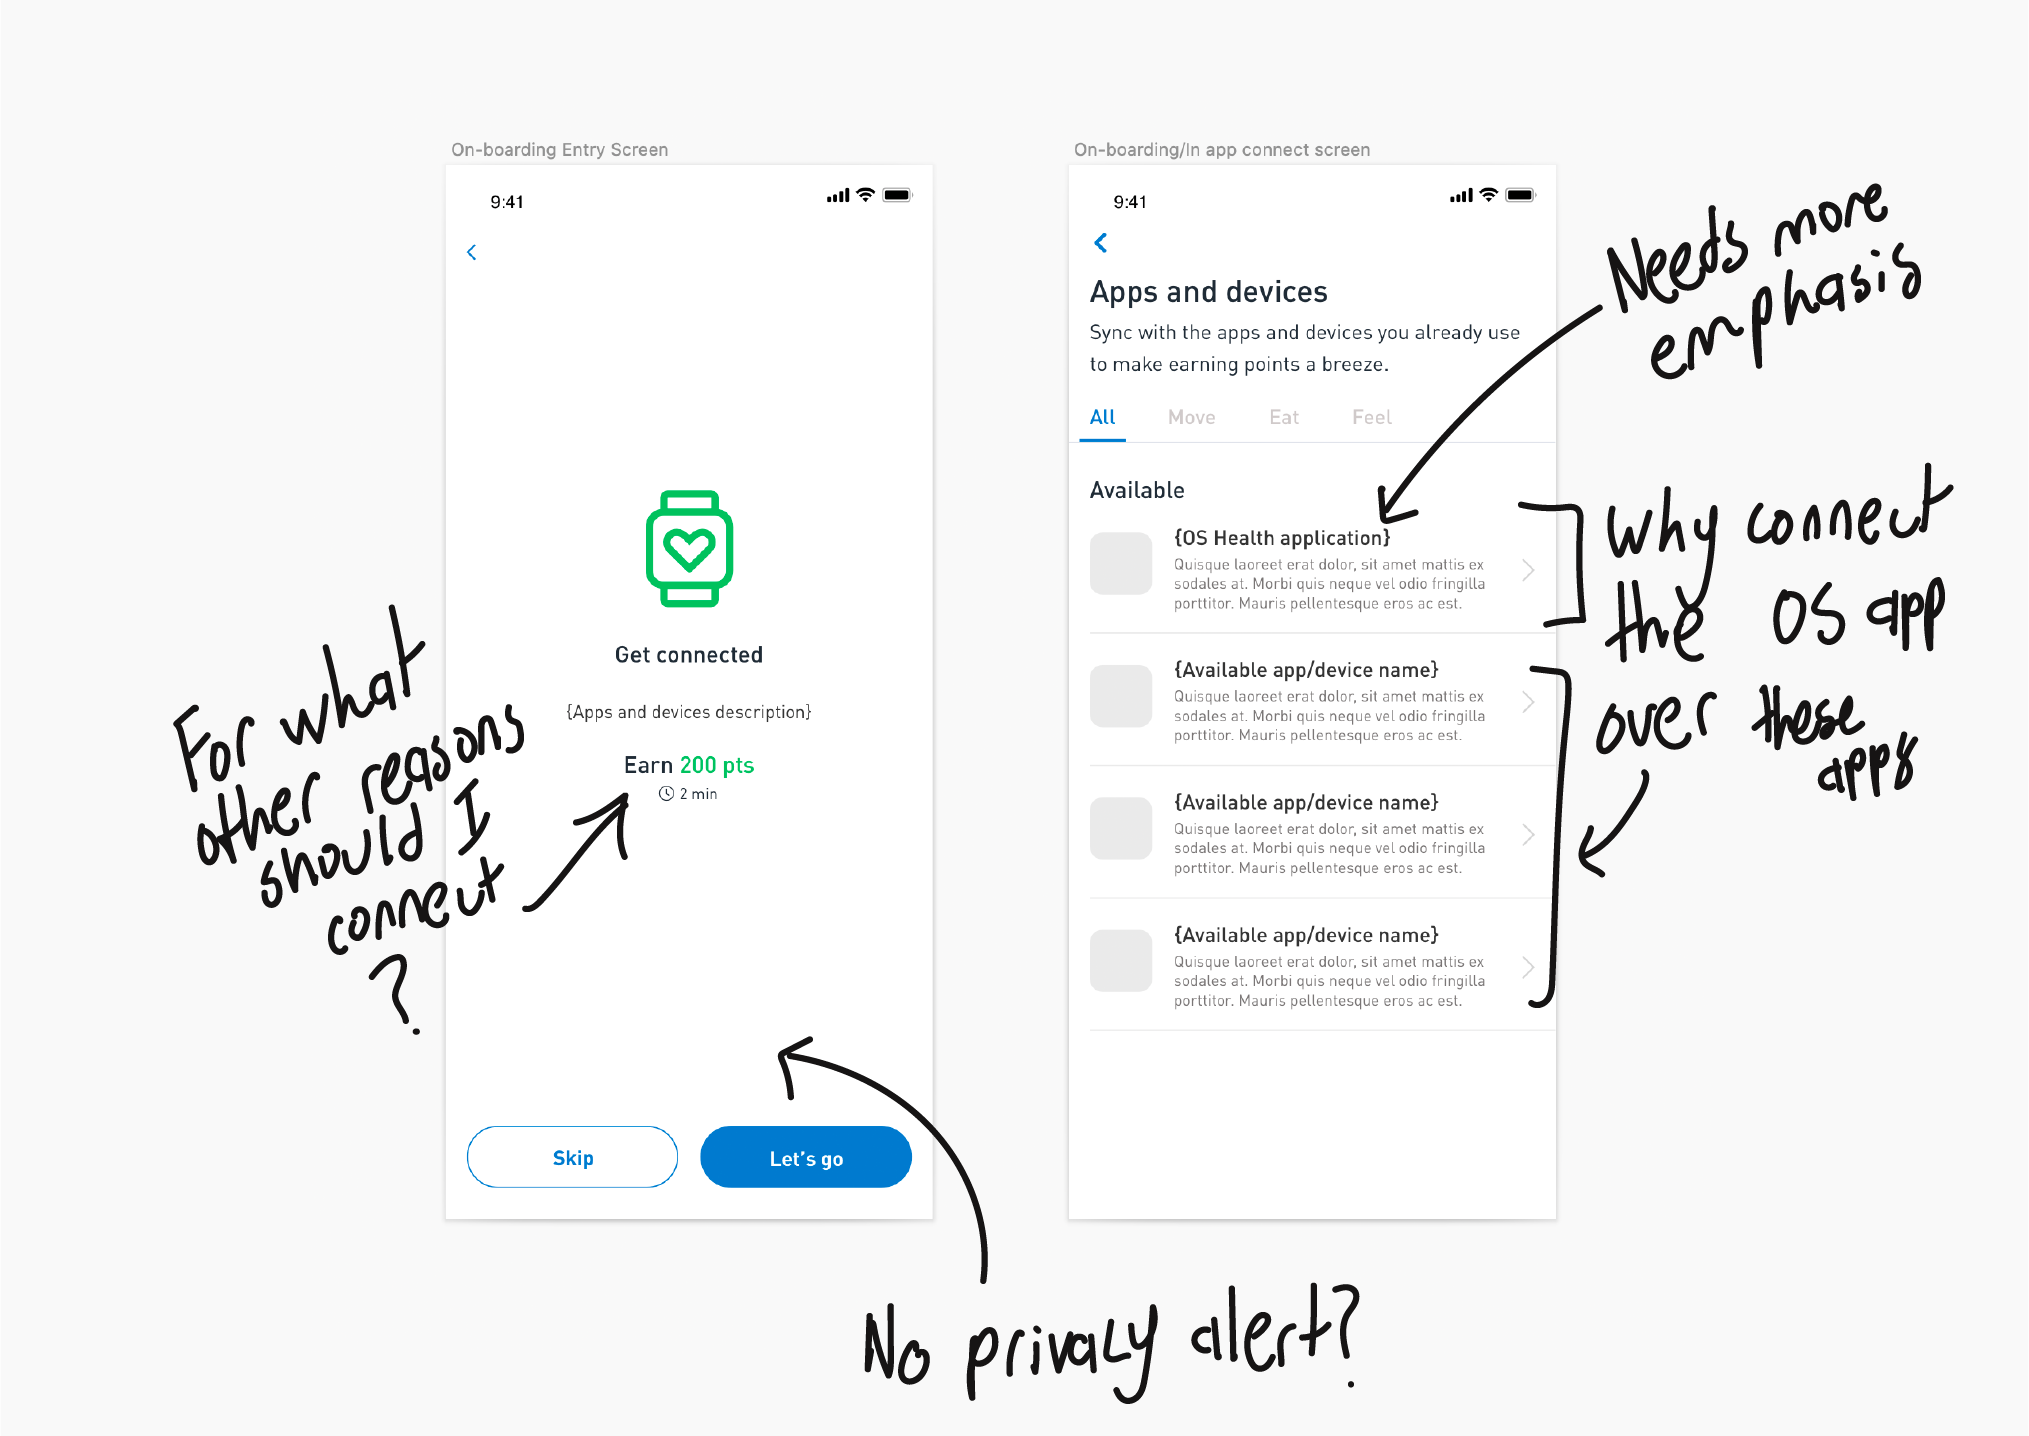 On-boarding Entry Screen
9:41
Get connected
{Apps and devices description}
Earn 200 pts
2 min
Skip
Let's go
For what
other reasons
should I
connect
?
No privacy alert?
On-boarding/In app connect screen
9:41
Apps and devices
Sync with the apps and devices you already use
to make earning points a breeze.
All Move Eat Feel
Available
{OS Health application}
Quisque laoreet erat dolor, sit amet mattis ex
sodales at. Morbi quis neque vel odio fringilla
porttitor. Mauris pellentesque eros ac est.
{Available app/device name}
Quisque laoreet erat dolor, sit amet mattis ex
sodales at. Morbi quis neque vel odio fringilla
porttitor. Mauris pellentesque eros ac est.
{Available app/device name}
Quisque laoreet erat dolor, sit amet mattis ex
sodales at. Morbi quis neque vel odio fringilla
porttitor. Mauris pellentesque eros ac est.
{Available app/device name}
Quisque laoreet erat dolor, sit amet mattis ex
sodales at. Morbi quis neque vel odio fringilla
porttitor. Mauris pellentesque eros ac est.
Needs more
emphasis
Why connect
the OS app
over these
apps